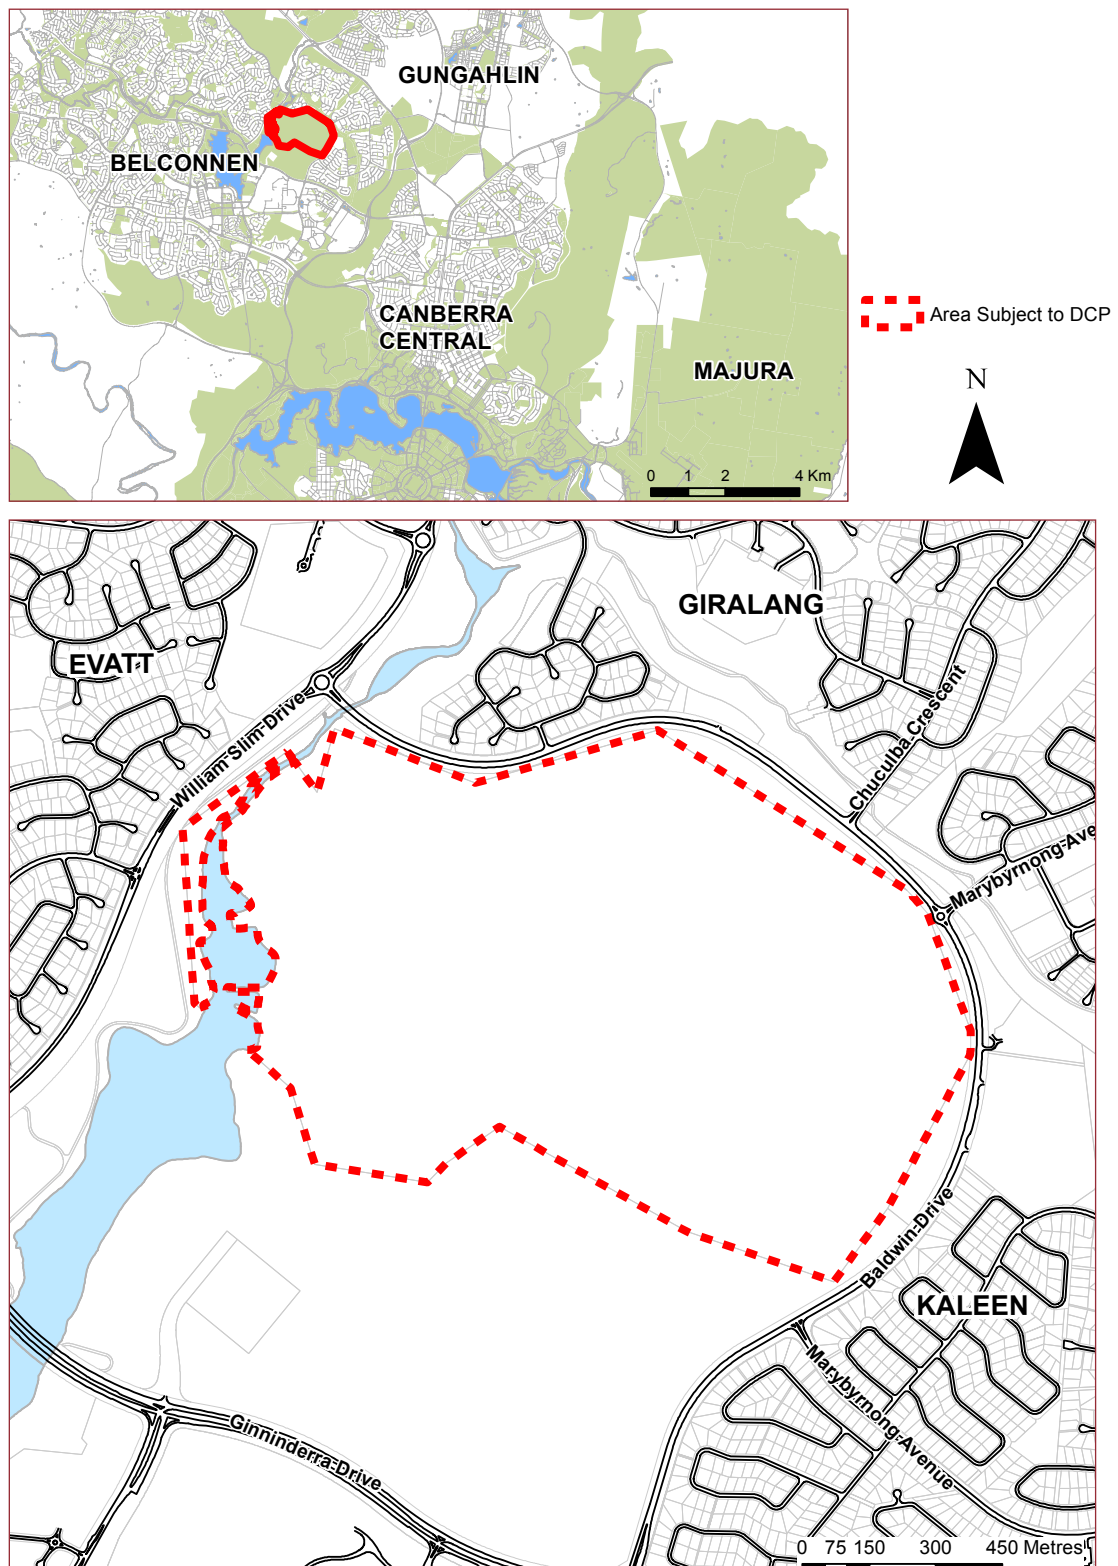 GUNGAHLIN
BELCONNEN
CANBERRA
CENTRAL
MAJURA
0 1 2 4 Km
Area Subject to DCP
N
GIRALANG
EVATT
William Slim Drive
Chuculba Crescent
Marybyrnong Ave
Baldwin Drive
KALEEN
Marybyrnong Avenue
Ginninderra Drive
0 75 150 300 450 Metres